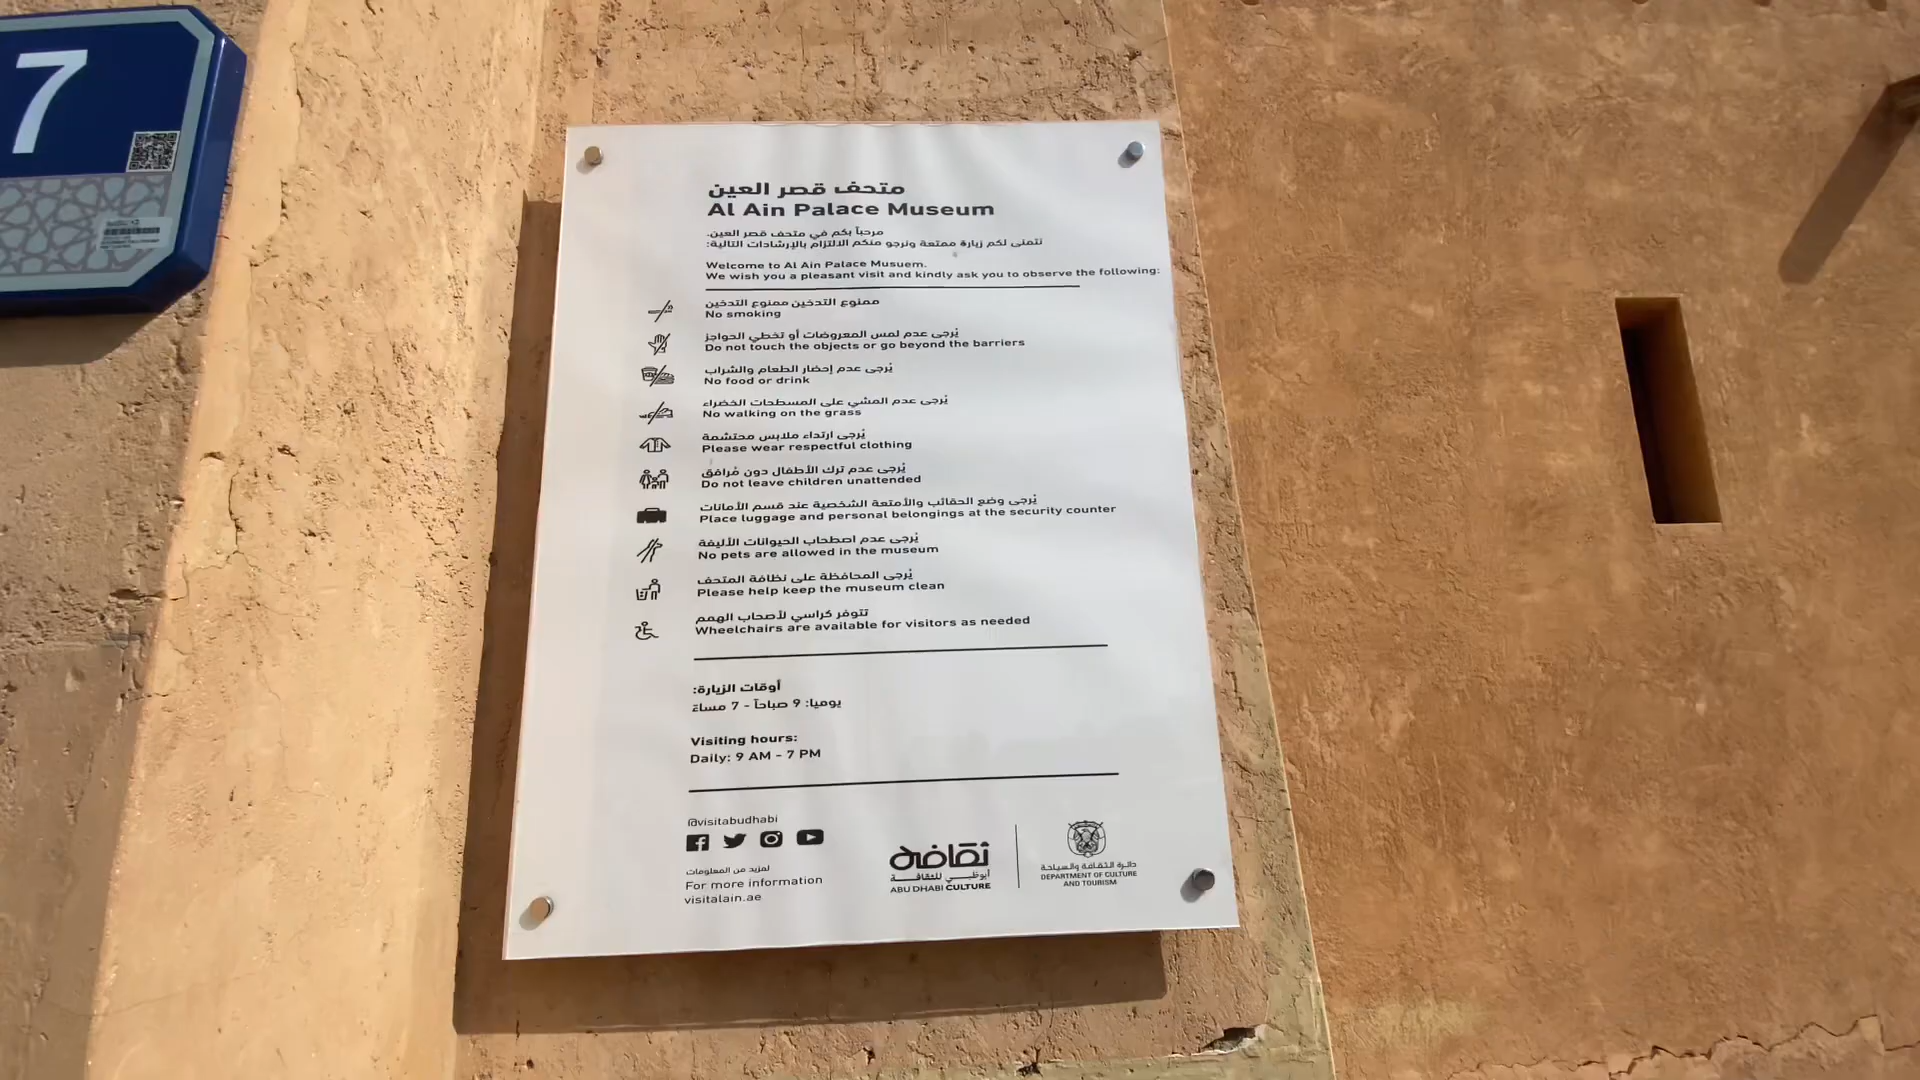 7
متحف قصر العين
Al Ain Palace Museum
مرحباً بكم في متحف قصر العين.
نتمنى لكم زيارة ممتعة ونرجو منكم الالتزام بالإرشادات التالية:
Welcome to Al Ain Palace Musuem.
We wish you a pleasant visit and kindly ask you to observe the following:
ممنوع التدخين ممنوع التدخين
No smoking
يُرجى عدم لمس المعروضات أو تخطي الحواجز
Do not touch the objects or go beyond the barriers
يُرجى عدم إحضار الطعام والشراب
No food or drink
يُرجى عدم المشي على المسطحات الخضراء
No walking on the grass
يُرجى ارتداء ملابس محتشمة
Please wear respectful clothing
يُرجى عدم ترك الأطفال دون مُرافق
Do not leave children unattended
يُرجى وضع الحقائب والأمتعة الشخصية عند قسم الأمانات
Place luggage and personal belongings at the security counter
يُرجى عدم اصطحاب الحيوانات الأليفة
No pets are allowed in the museum
يُرجى المحافظة على نظافة المتحف
Please help keep the museum clean
تتوفر كراسي لأصحاب الهمم
Wheelchairs are available for visitors as needed
أوقات الزيارة:
يوميا: 9 صباحاً - 7 مساءً
Visiting hours:
Daily: 9 AM - 7 PM
@visitabudhabi
لمزيد من المعلومات
For more information
visitalain.ae
ثقافة
أبوظبي للثقافة
ABU DHABI CULTURE
دائرة الثقافة والسياحة
DEPARTMENT OF CULTURE
AND TOURISM